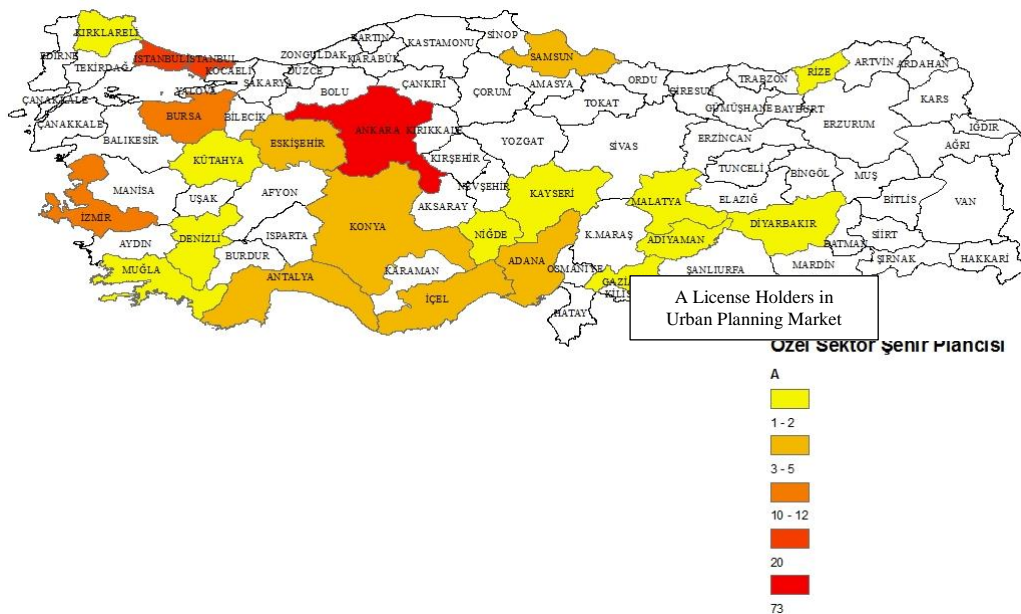 KIRKLARELİ
EDİRNE
TEKİRDAĞ
İSTANBUL
İSTANBUL
KOCAELİ
YALOVA
SAKARYA
DÜZCE
ZONGULDAK
BARTIN
KARABÜK
KASTAMONU
SİNOP
SAMSUN
ÇANKIRI
ÇORUM
AMASYA
ORDU
TOKAT
GİRESUN
TRABZON
GÜMÜŞHANE
BAYBURT
RİZE
ARTVİN
ARDAHAN
KARS
IĞDIR
AĞRI
ERZURUM
ERZİNCAN
ÇANAKKALE
ÇANAKKALE
BALIKESİR
BURSA
BİLECİK
BOLU
ESKİŞEHİR
ANKARA
KIRIKKALE
KIRŞEHİR
YOZGAT
SİVAS
KÜTAHYA
MANİSA
İZMİR
UŞAK
AFYON
AYDIN
DENİZLİ
ISPARTA
BURDUR
MUĞLA
ANTALYA
KONYA
AKSARAY
NEVŞEHİR
NİĞDE
KAYSERİ
KARAMAN
İÇEL
ADANA
K.MARAŞ
OSMANİYE
HATAY
KİLİS
MALATYA
ADIYAMAN
ŞANLIURFA
ELAZIĞ
TUNCELİ
BİNGÖL
MUŞ
DİYARBAKIR
BATMAN
MARDİN
BİTLİS
SİİRT
ŞIRNAK
VAN
HAKKARİ
A License Holders in
Urban Planning Market
Özel Sektör Şehir Plancısı
A
1 - 2
3 - 5
10 - 12
20
73